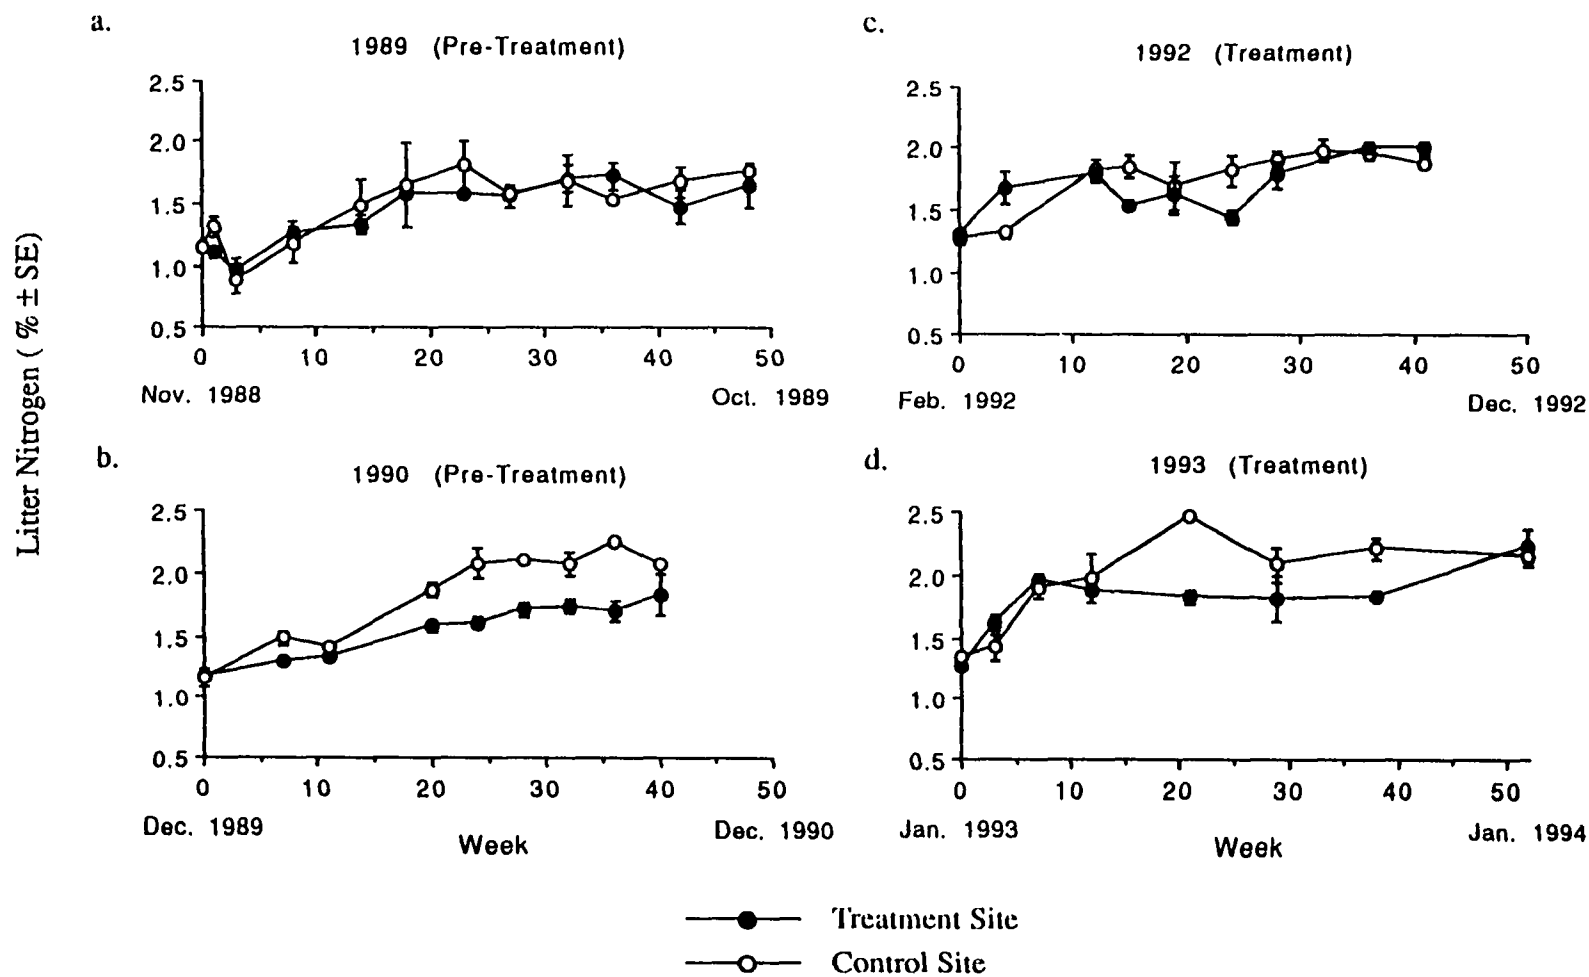 a.
1989 (Pre-Treatment)
2.5
2.0
1.5
1.0
0.5
0 10 20 30 40 50
Nov. 1988 Oct. 1989
c.
1992 (Treatment)
2.5
2.0
1.5
1.0
0.5
0 10 20 30 40 50
Feb. 1992 Dec. 1992
Litter Nitrogen ( % ± SE)
b.
1990 (Pre-Treatment)
2.5
2.0
1.5
1.0
0.5
0 10 20 30 40 50
Dec. 1989 Dec. 1990
Week
d.
1993 (Treatment)
2.5
2.0
1.5
1.0
0.5
0 10 20 30 40 50
Jan. 1993 Jan. 1994
Week
Treatment Site
Control Site